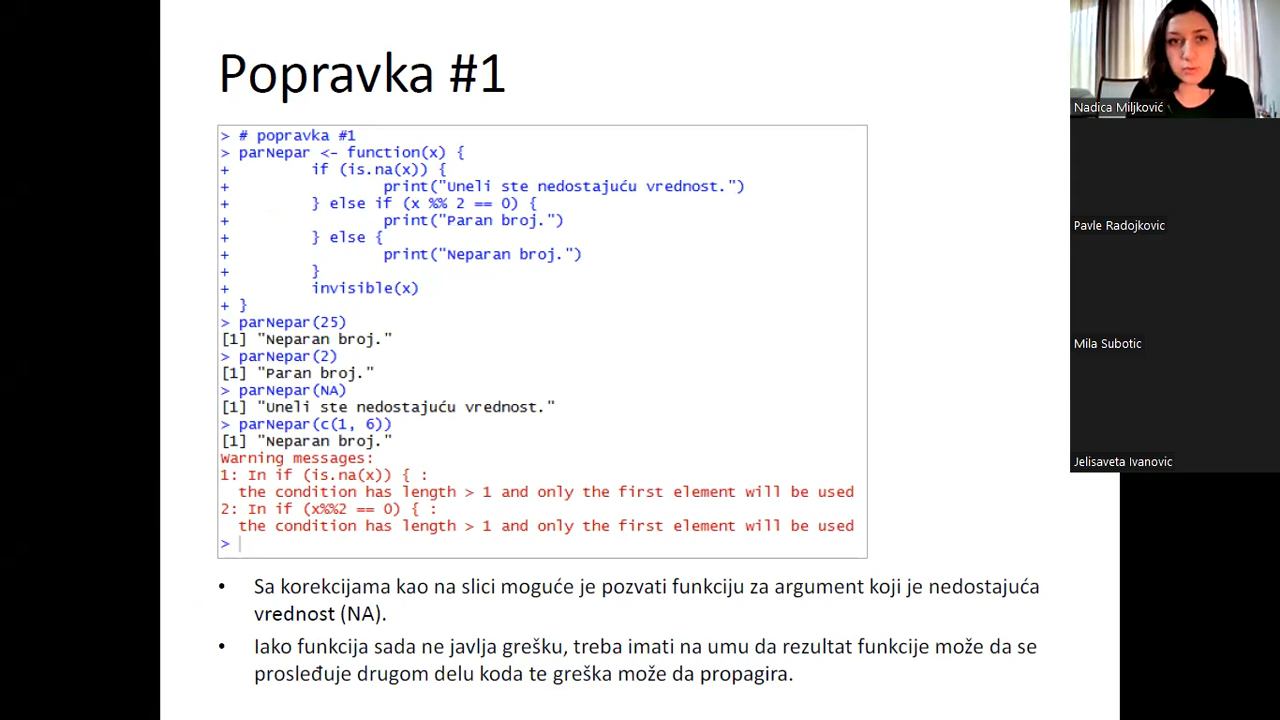 Popravka #1
> # popravka #1
> parNepar <- function(x) {
+ if (is.na(x)) {
+ print("Uneli ste nedostajuću vrednost.")
+ } else if (x %% 2 == 0) {
+ print("Paran broj.")
+ } else {
+ print("Neparan broj.")
+ }
+ invisible(x)
+ }
> parNepar(25)
[1] "Neparan broj."
> parNepar(2)
[1] "Paran broj."
> parNepar(NA)
[1] "Uneli ste nedostajuću vrednost."
> parNepar(c(1, 6))
[1] "Neparan broj."
Warning messages:
1: In if (is.na(x)) { :
the condition has length > 1 and only the first element will be used
2: In if (x%%2 == 0) { :
the condition has length > 1 and only the first element will be used
>
• Sa korekcijama kao na slici moguće je pozvati funkciju za argument koji je nedostajuća
vrednost (NA).
• Iako funkcija sada ne javlja grešku, treba imati na umu da rezultat funkcije može da se
prosleđuje drugom delu koda te greška može da propagira.
Nadica Miljković
Pavle Radojkovic
Mila Subotic
Jelisaveta Ivanovic